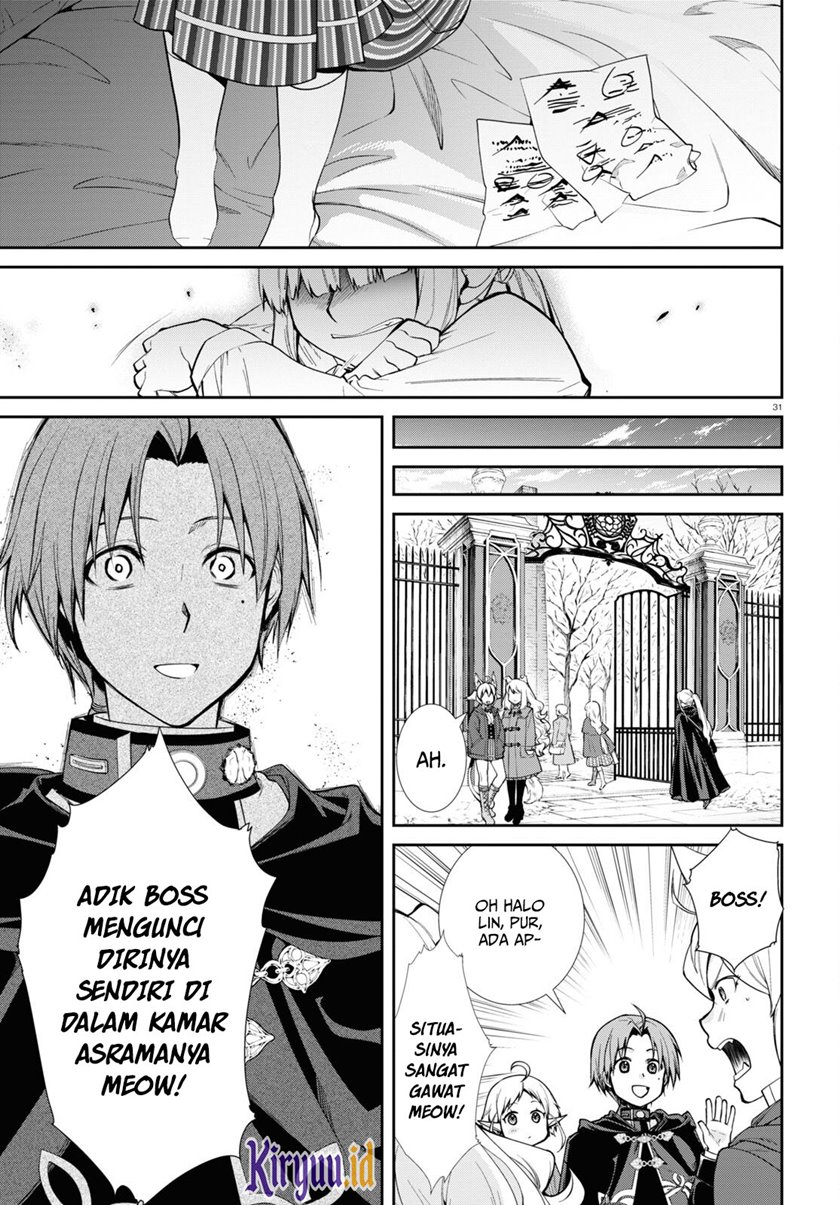 31
AH.
BOSS!
OH HALO
LIN, PUR,
ADA AP-
SITUA-
SINYA
SANGAT
GAWAT
MEOW!
ADIK BOSS
MENGUNCI
DIRINYA
SENDIRI DI
DALAM KAMAR
ASRAMANYA
MEOW!
Kiryuu.id